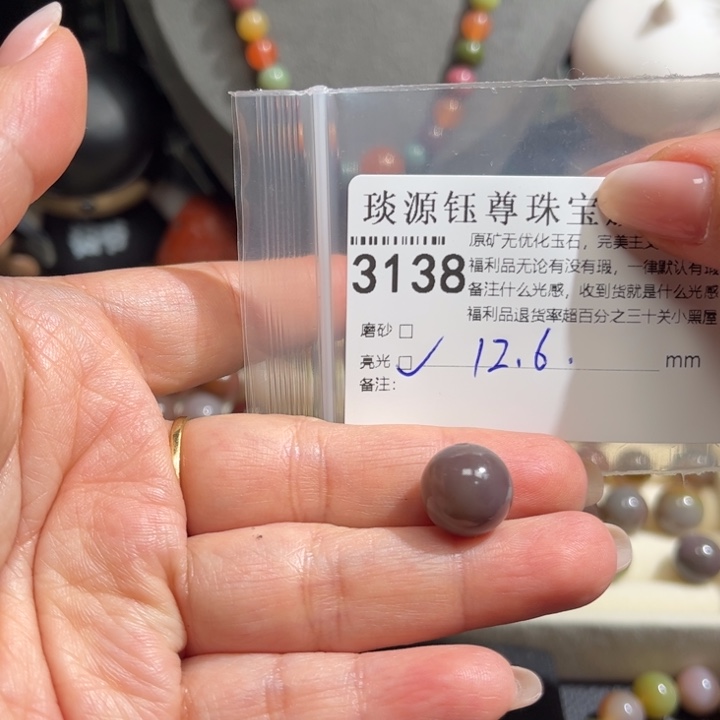 琰源钰尊珠宝
原矿无优化玉石，完美主义
3138
福利品无论有没有瑕，一律默认有瑕
备注什么光感，收到货就是什么光感
福利品退货率超百分之三十关小黑屋
磨砂 □
亮光 □ ✓ 12.6. mm
备注：